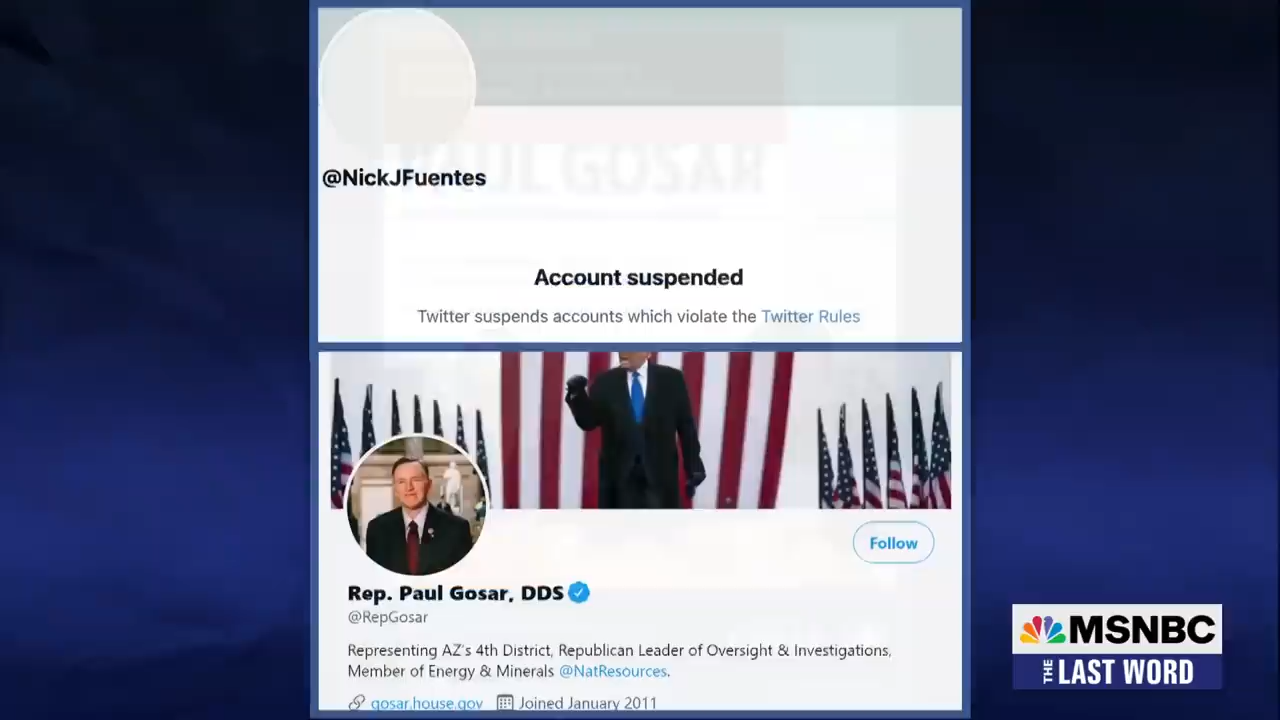 PAUL GOSAR
@NickJFuentes
Account suspended
Twitter suspends accounts which violate the Twitter Rules
Follow
Rep. Paul Gosar, DDS
@RepGosar
Representing AZ's 4th District, Republican Leader of Oversight & Investigations,
Member of Energy & Minerals @NatResources.
gosar.house.gov Joined January 2011
MSNBC
THE LAST WORD